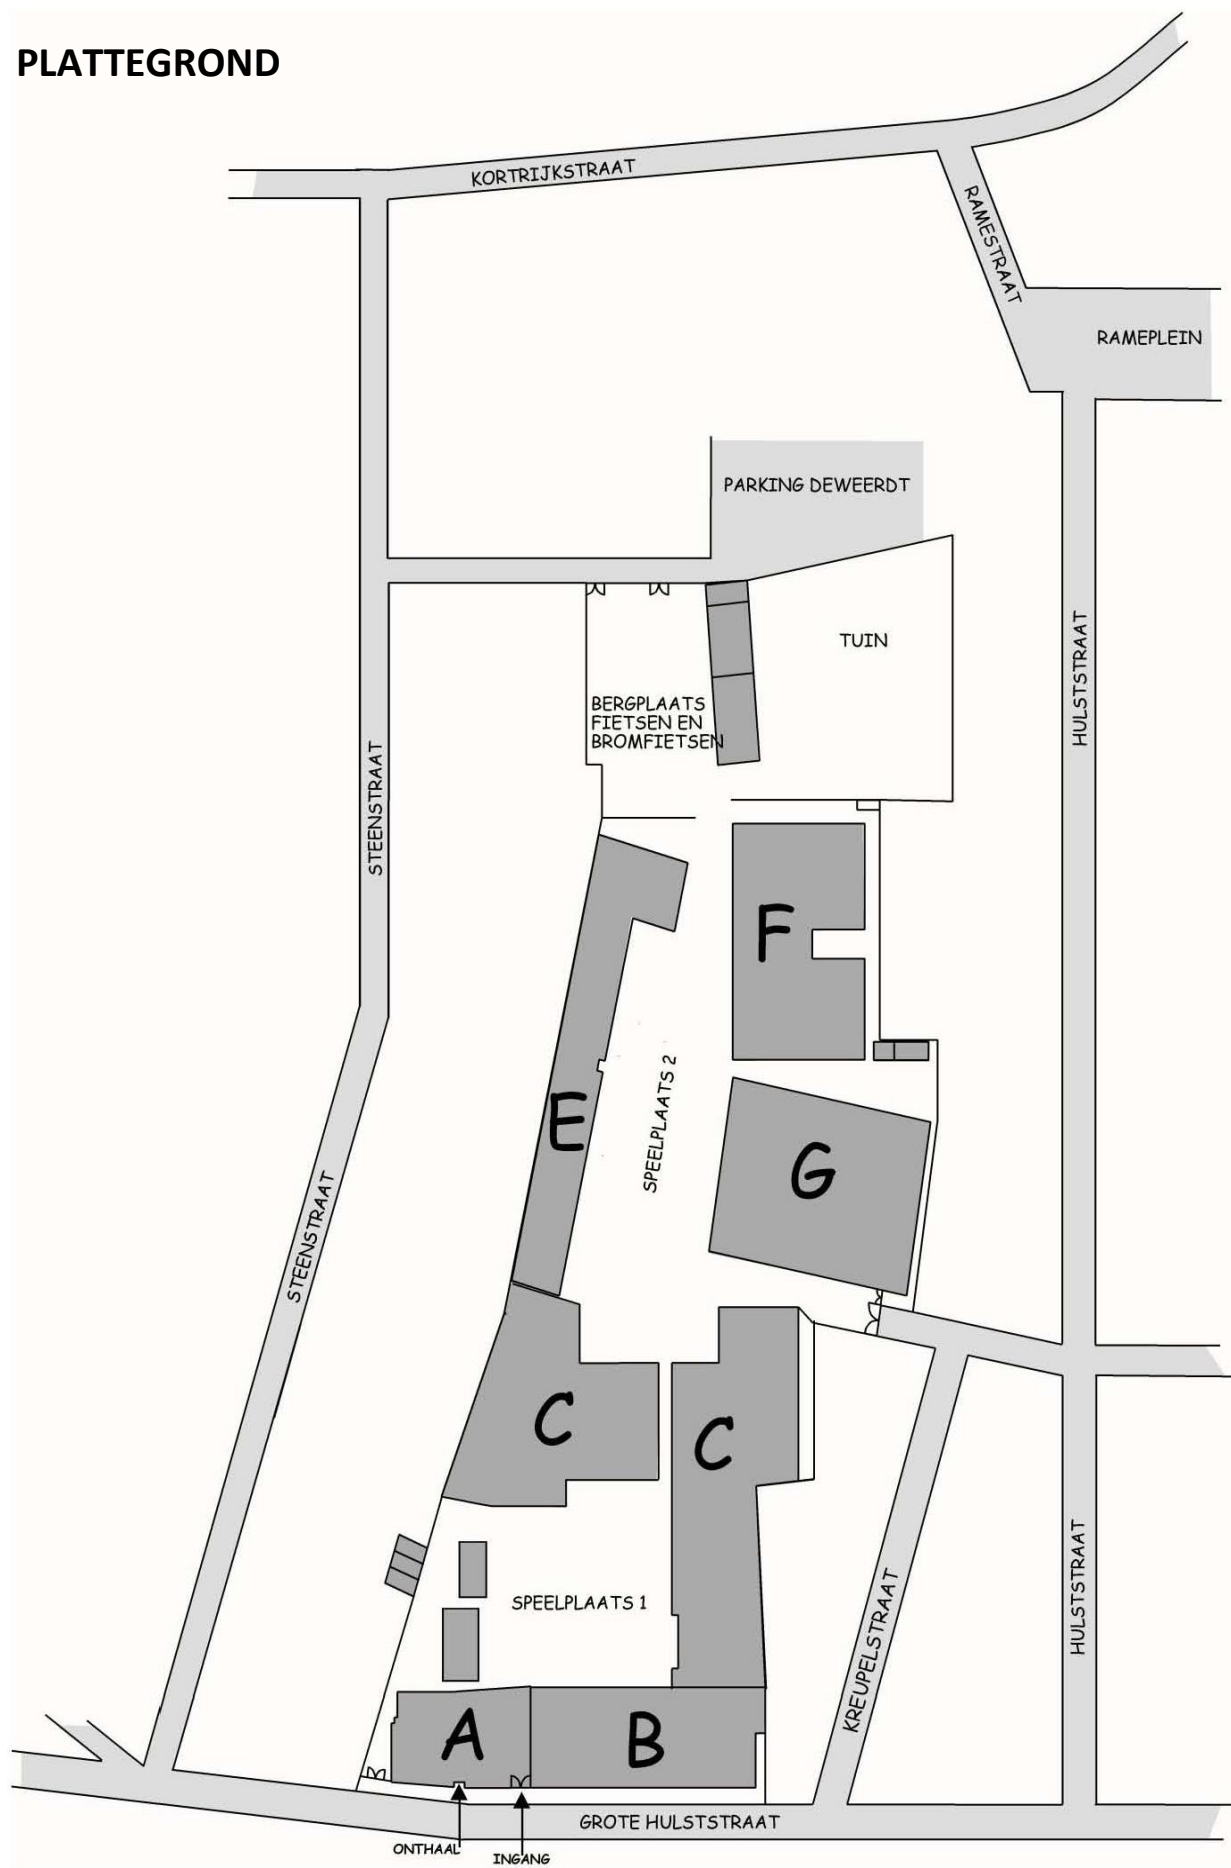 PLATTEGROND
KORTRIJKSTRAAT
RAMESTRAAT
RAMEPLEIN
PARKING DEWEERDT
TUIN
HULSTSTRAAT
BERGPLAATS
FIETSEN EN
BROMFIETSEN
STEENSTRAAT
F
SPEELPLAATS 2
E
G
STEENSTRAAT
C
C
SPEELPLAATS 1
HULSTSTRAAT
KREUPELSTRAAT
A
B
GROTE HULSTSTRAAT
ONTHAAL
INGANG